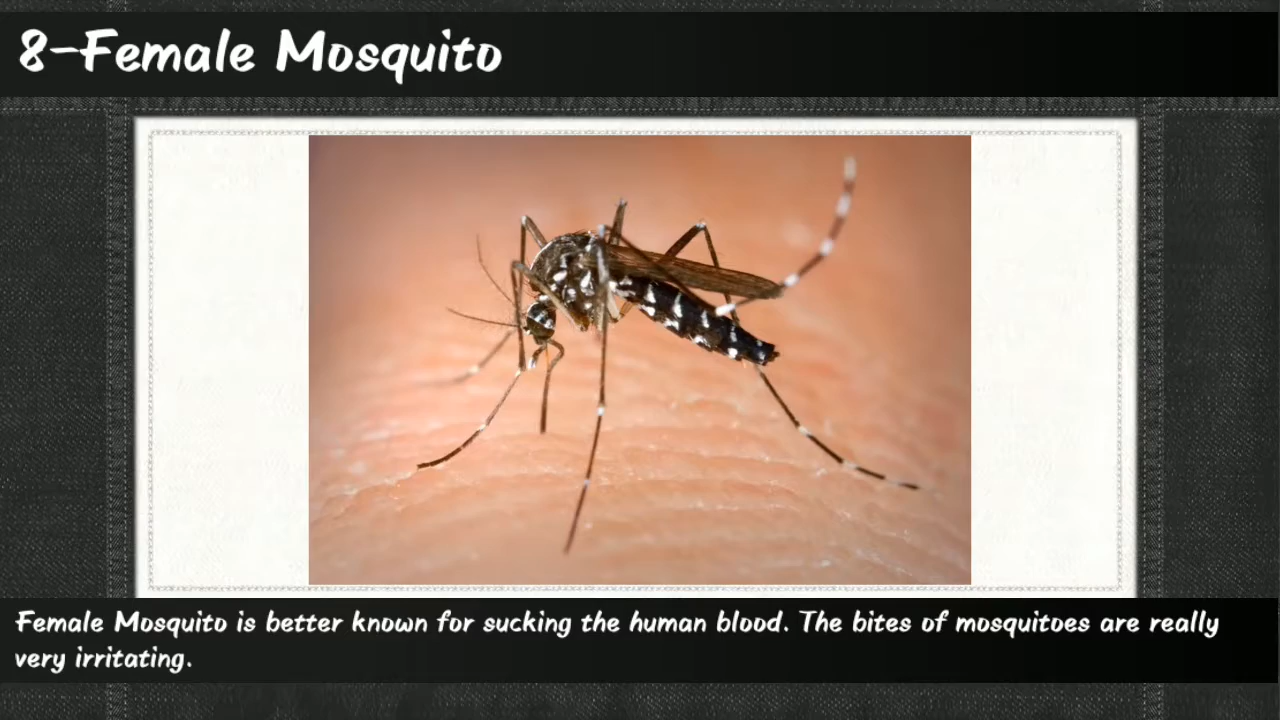 8-Female Mosquito
Female Mosquito is better known for sucking the human blood. The bites of mosquitoes are really
very irritating.